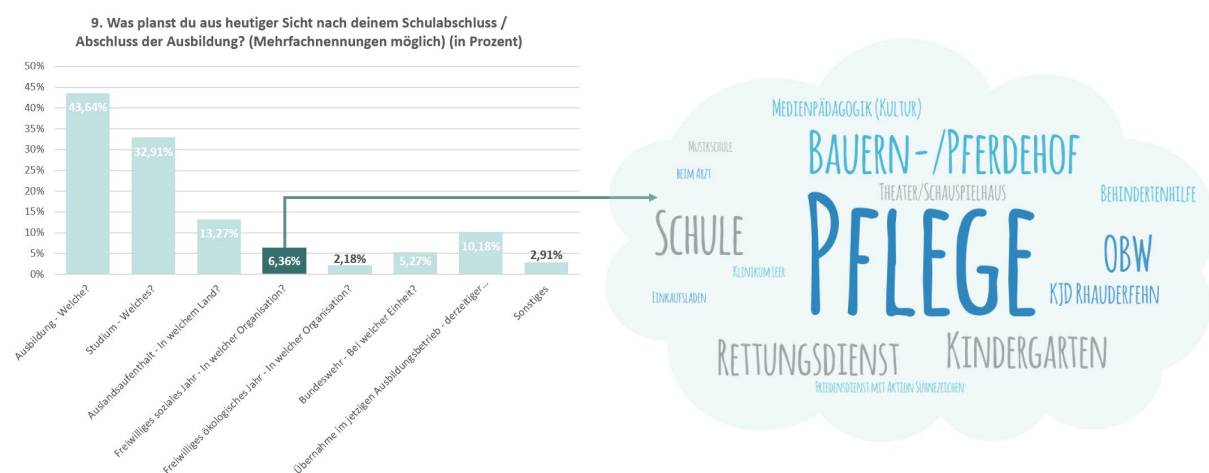 9. Was planst du aus heutiger Sicht nach deinem Schulabschluss /
Abschluss der Ausbildung? (Mehrfachnennungen möglich) (in Prozent)
50%
45%
40%
35%
30%
25%
20%
15%
10%
5%
0%
43,64%
32,91%
13,27%
6,36%
2,18%
5,27%
10,18%
2,91%
Ausbildung - Welche?
Studium - Welches?
Auslandsaufenthalt - In welchem Land?
Freiwilliges soziales Jahr - In welcher Organisation?
Freiwilliges ökologisches Jahr - In welcher Organisation?
Bundeswehr - Bei welcher Einheit?
Übernahme im jetzigen Ausbildungsbetrieb - derzeitiger...
Sonstiges
MEDIENPÄDAGOGIK (KULTUR)
MUSIKSCHULE
BAUERN-/PFERDEHOF
BEIM ARZT
THEATER/SCHAUSPIELHAUS
BEHINDERTENHILFE
PFLEGE
SCHULE
OBW
KLINIKUM LEER
EINKAUFSLADEN
KJD RHAUDERFEHN
RETTUNGSDIENST
KINDERGARTEN
FRIEDENSDIENST MIT AKTION SÜHNEZEICHEN